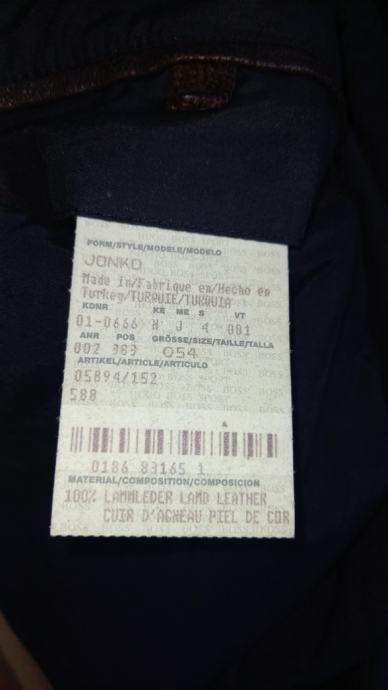 FORM/STYLE/MODELE/MODELO
JONKO
Made in/Fabrique en/Hecho en
Turkey/TURQUIE/TURQUIA
KDNR KE ME S VT
01-0666 J 4 081
ANR POS GRÖSSE/SIZE/TAILLE/TALLA
002 383 054
ARTIKEL/ARTICLE/ARTICULO
05894/152
588
0186 83165 1
MATERIAL/COMPOSITION/COMPOSICION
100% LAMMLEDER LAMB LEATHER
CUIR D'AGNEAU PIEL DE COR